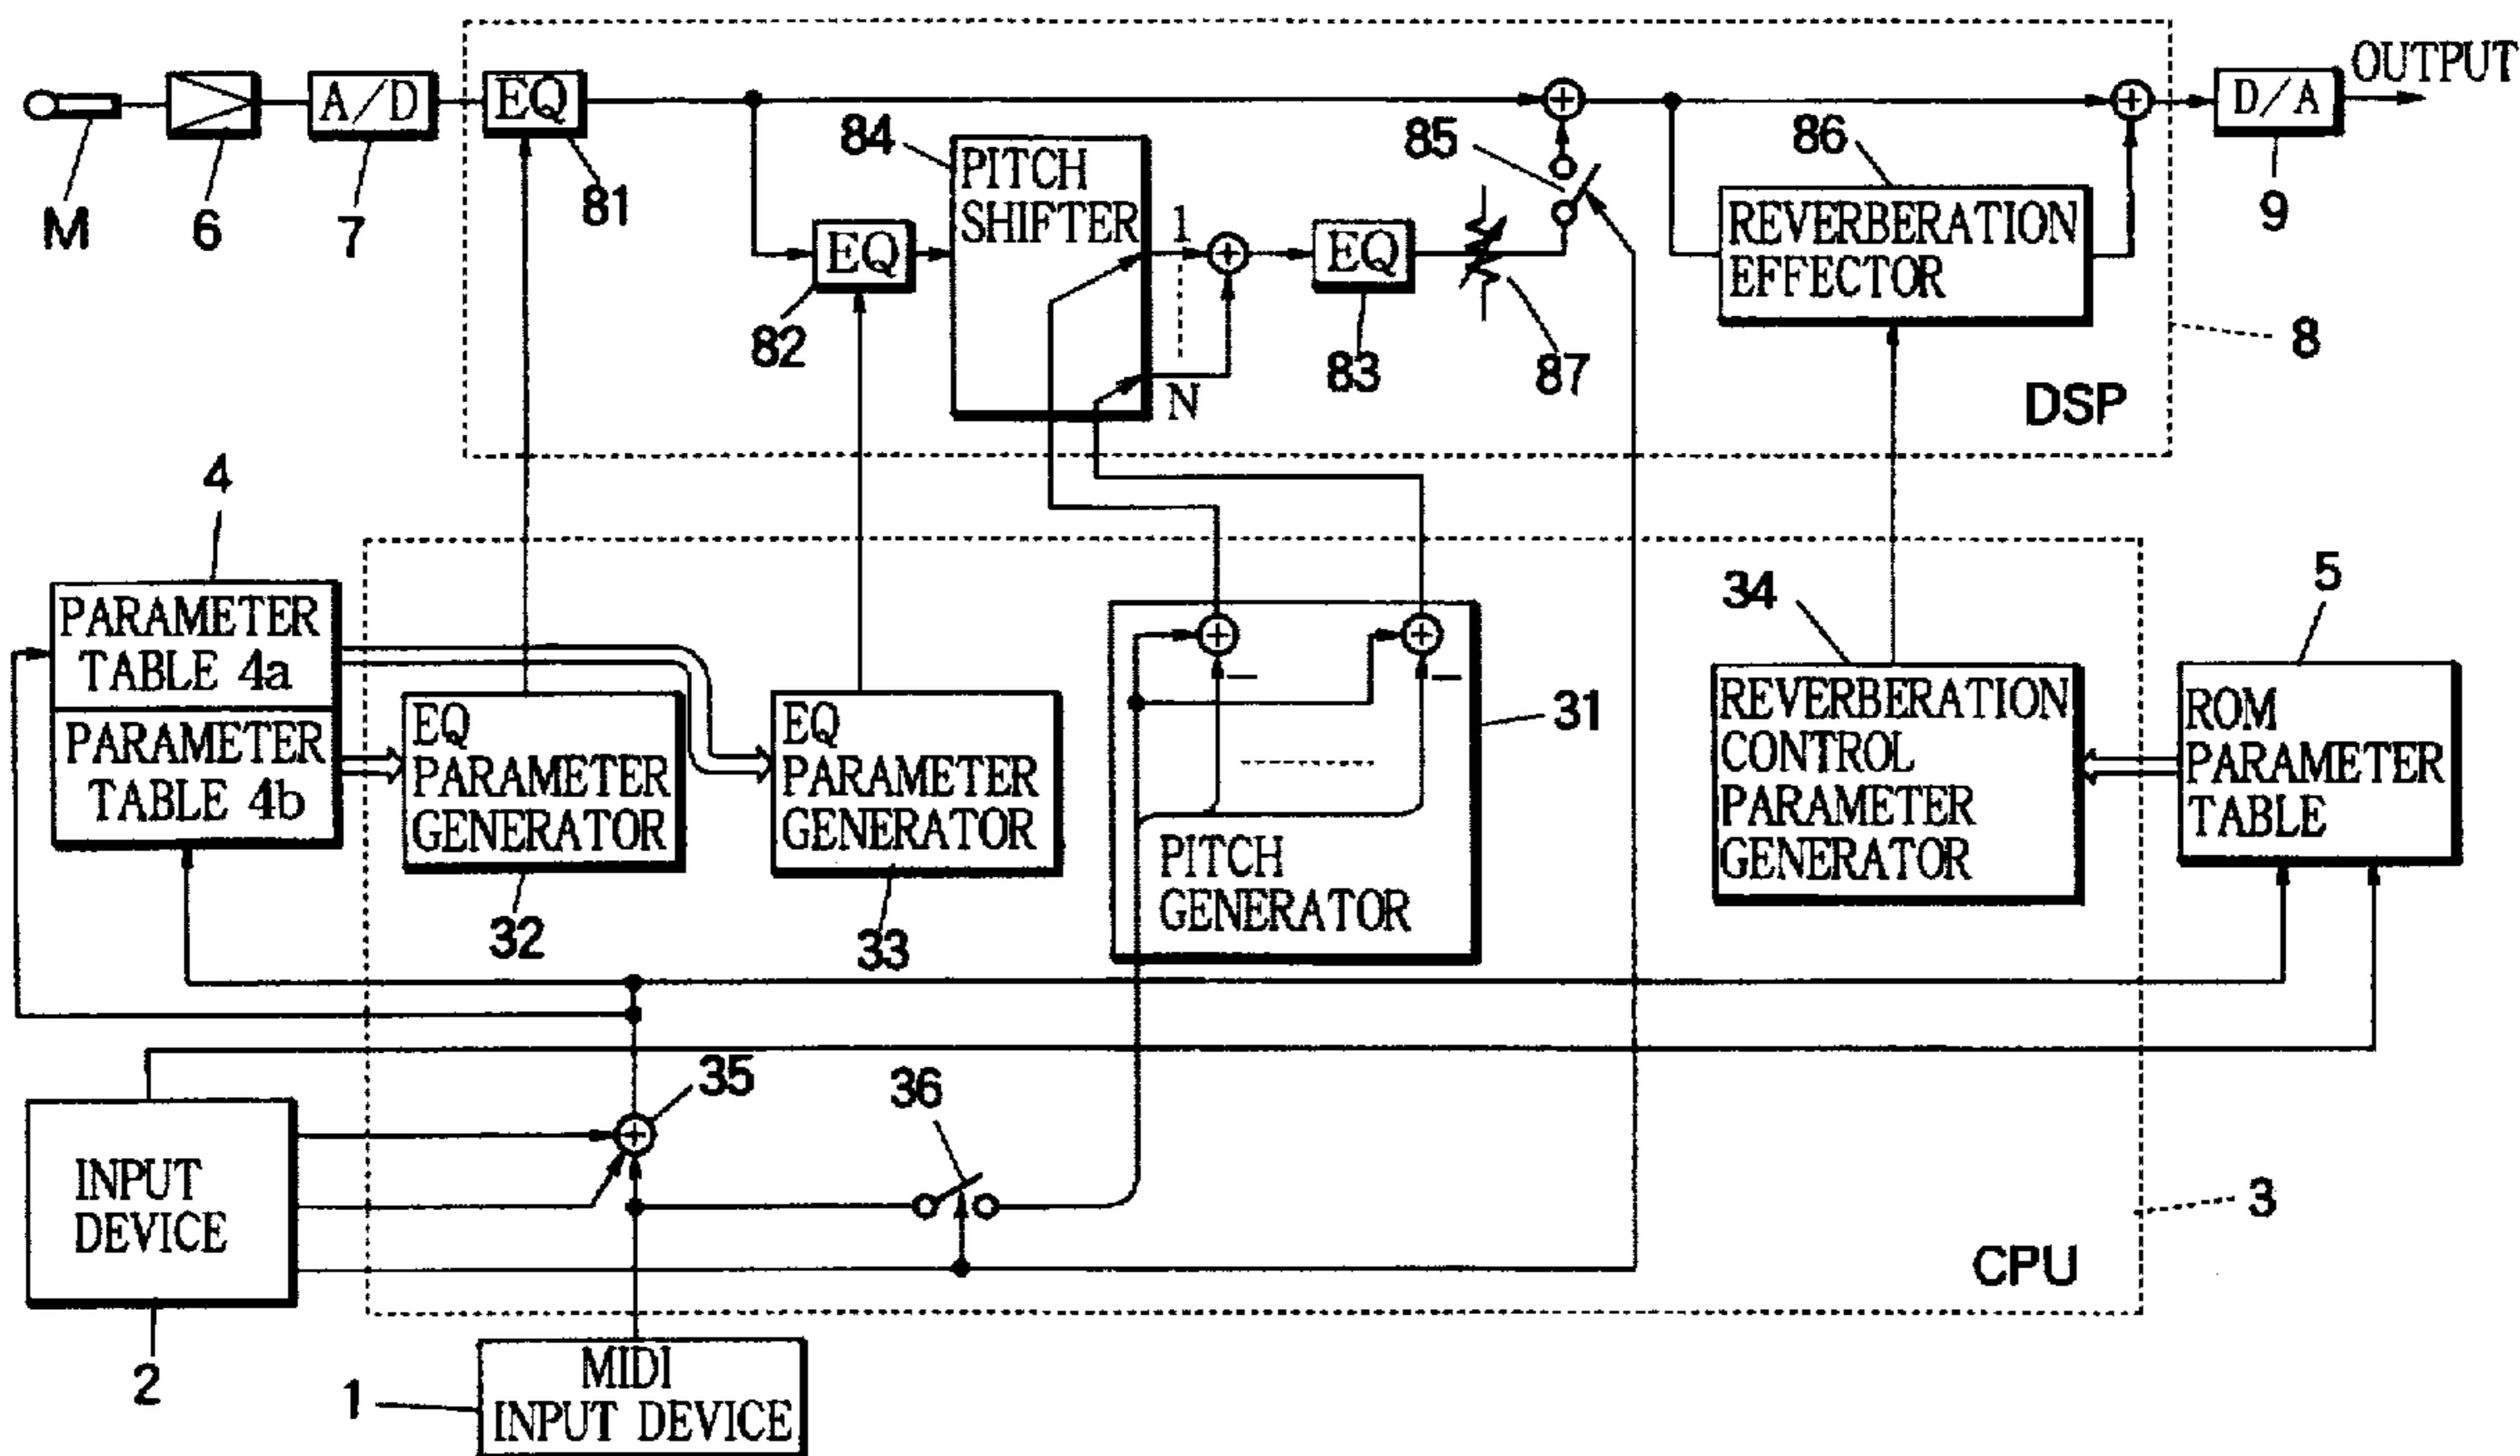 OUTPUT
A/D
EQ
D/A
84
85
86
M
6
7
81
PITCH
SHIFTER
1
REVERBERATION
EFFECTOR
9
EQ
EQ
82
N
83
87
8
DSP
4
5
34
PARAMETER
TABLE 4a
PARAMETER
TABLE 4b
EQ
PARAMETER
GENERATOR
EQ
PARAMETER
GENERATOR
31
REVERBERATION
CONTROL
PARAMETER
GENERATOR
ROM
PARAMETER
TABLE
PITCH
GENERATOR
32
33
35
36
INPUT
DEVICE
3
CPU
2
1
MIDI
INPUT DEVICE